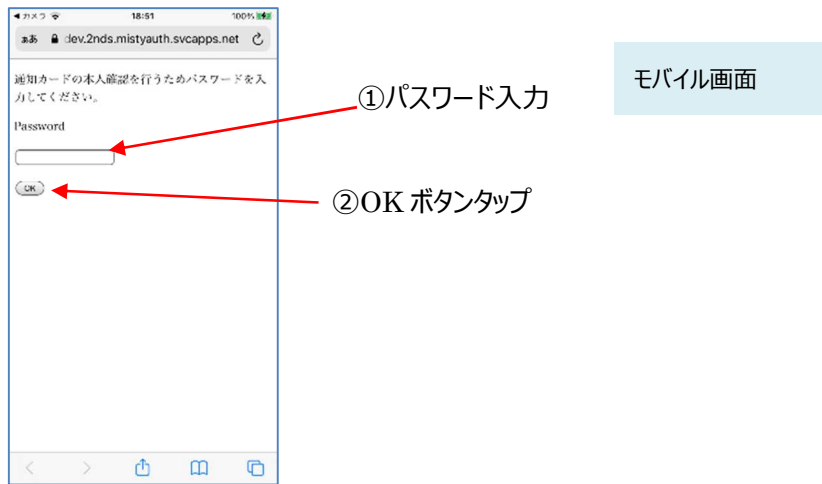 ◀カメラ 18:51 100%
ぁあ dev.2nds.mistyauth.svcapps.net
通知カードの本人確認を行うためパスワードを入
力してください。
Password
OK
①パスワード入力
②OK ボタンタップ
モバイル画面